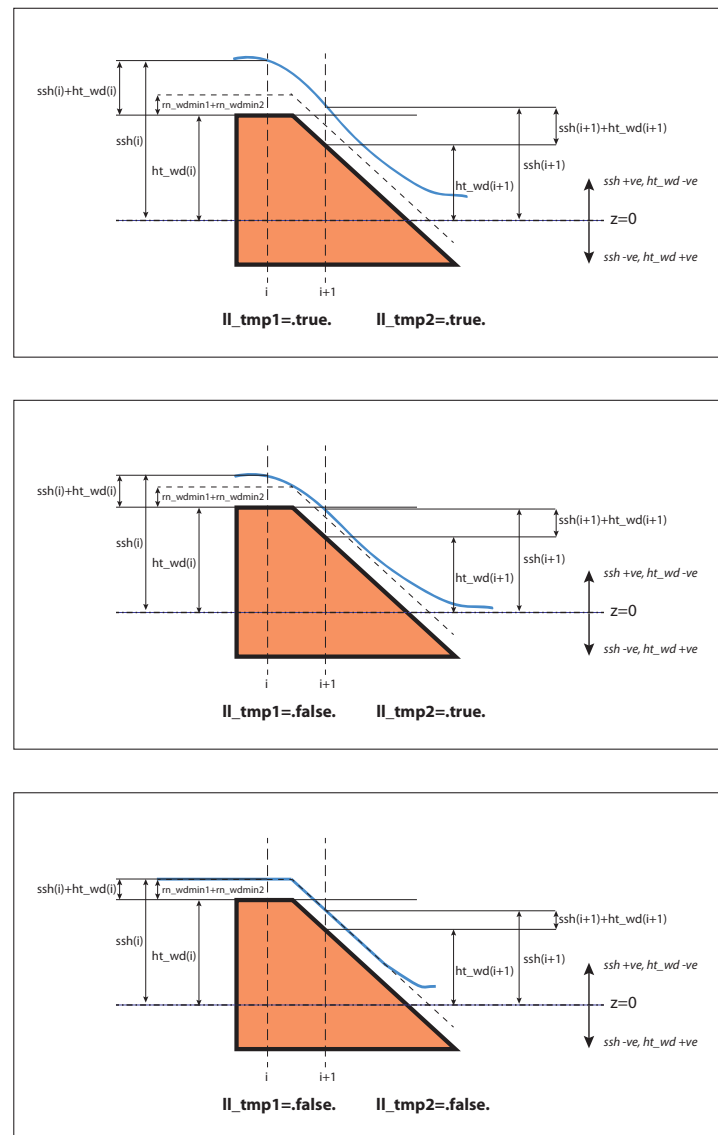 ssh(i)+ht_wd(i)
rn_wdmin1+rn_wdmin2
ssh(i)
ht_wd(i)
ssh(i+1)+ht_wd(i+1)
ssh(i+1)
ht_wd(i+1)
ssh +ve, ht_wd -ve
z=0
ssh -ve, ht_wd +ve
i
i+1
ll_tmp1=.true. ll_tmp2=.true.
ssh(i)+ht_wd(i)
rn_wdmin1+rn_wdmin2
ssh(i)
ht_wd(i)
ssh(i+1)+ht_wd(i+1)
ssh(i+1)
ht_wd(i+1)
ssh +ve, ht_wd -ve
z=0
ssh -ve, ht_wd +ve
i
i+1
ll_tmp1=.false. ll_tmp2=.true.
ssh(i)+ht_wd(i)
rn_wdmin1+rn_wdmin2
ssh(i)
ht_wd(i)
ssh(i+1)+ht_wd(i+1)
ssh(i+1)
ht_wd(i+1)
ssh +ve, ht_wd -ve
z=0
ssh -ve, ht_wd +ve
i
i+1
ll_tmp1=.false. ll_tmp2=.false.